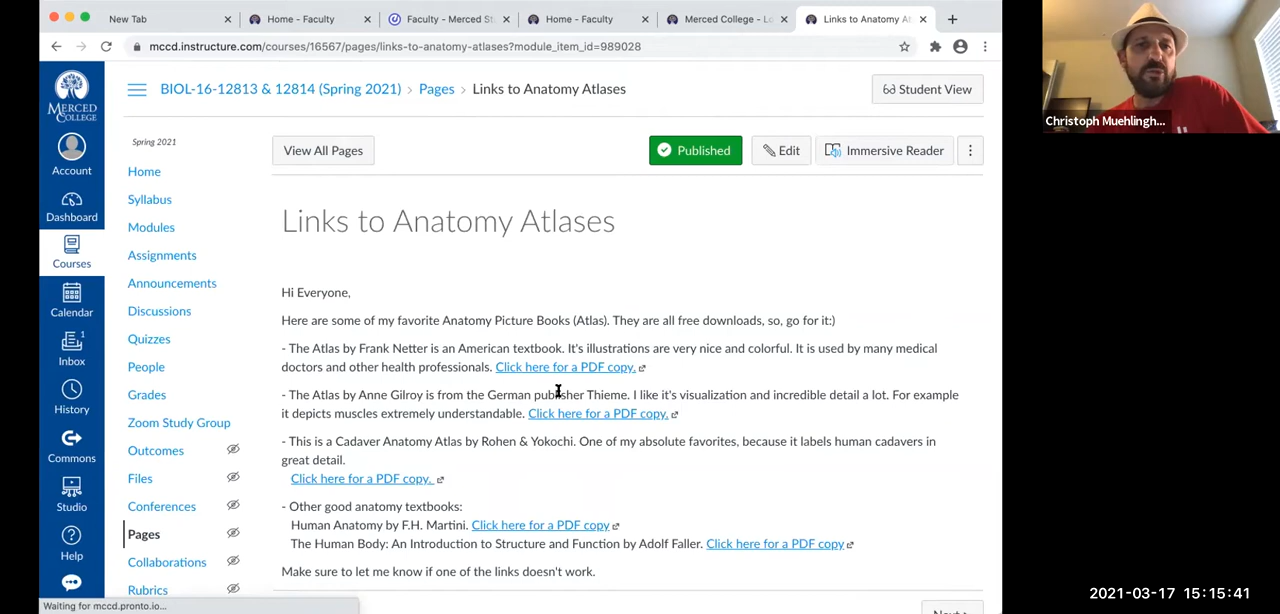 New Tab
Home - Faculty
Faculty - Merced St
Home - Faculty
Merced College - Lo
Links to Anatomy At
mccd.instructure.com/courses/16567/pages/links-to-anatomy-atlases?module_item_id=989028
MERCED
COLLEGE
Account
Dashboard
Courses
Calendar
1
Inbox
History
Commons
Studio
Help
BIOL-16-12813 & 12814 (Spring 2021) > Pages > Links to Anatomy Atlases
Student View
Spring 2021
Home
Syllabus
Modules
Assignments
Announcements
Discussions
Quizzes
People
Grades
Zoom Study Group
Outcomes
Files
Conferences
Pages
Collaborations
Rubrics
View All Pages
Published
Edit
Immersive Reader
Links to Anatomy Atlases
Hi Everyone,
Here are some of my favorite Anatomy Picture Books (Atlas). They are all free downloads, so, go for it:)
- The Atlas by Frank Netter is an American textbook. It's illustrations are very nice and colorful. It is used by many medical
doctors and other health professionals. Click here for a PDF copy.
- The Atlas by Anne Gilroy is from the German publisher Thieme. I like it's visualization and incredible detail a lot. For example
it depicts muscles extremely understandable. Click here for a PDF copy.
- This is a Cadaver Anatomy Atlas by Rohen & Yokochi. One of my absolute favorites, because it labels human cadavers in
great detail.
Click here for a PDF copy.
- Other good anatomy textbooks:
Human Anatomy by F.H. Martini. Click here for a PDF copy
The Human Body: An Introduction to Structure and Function by Adolf Faller. Click here for a PDF copy
Make sure to let me know if one of the links doesn't work.
Waiting for mccd.pronto.io...
Christoph Muehlingh...
2021-03-17 15:15:41